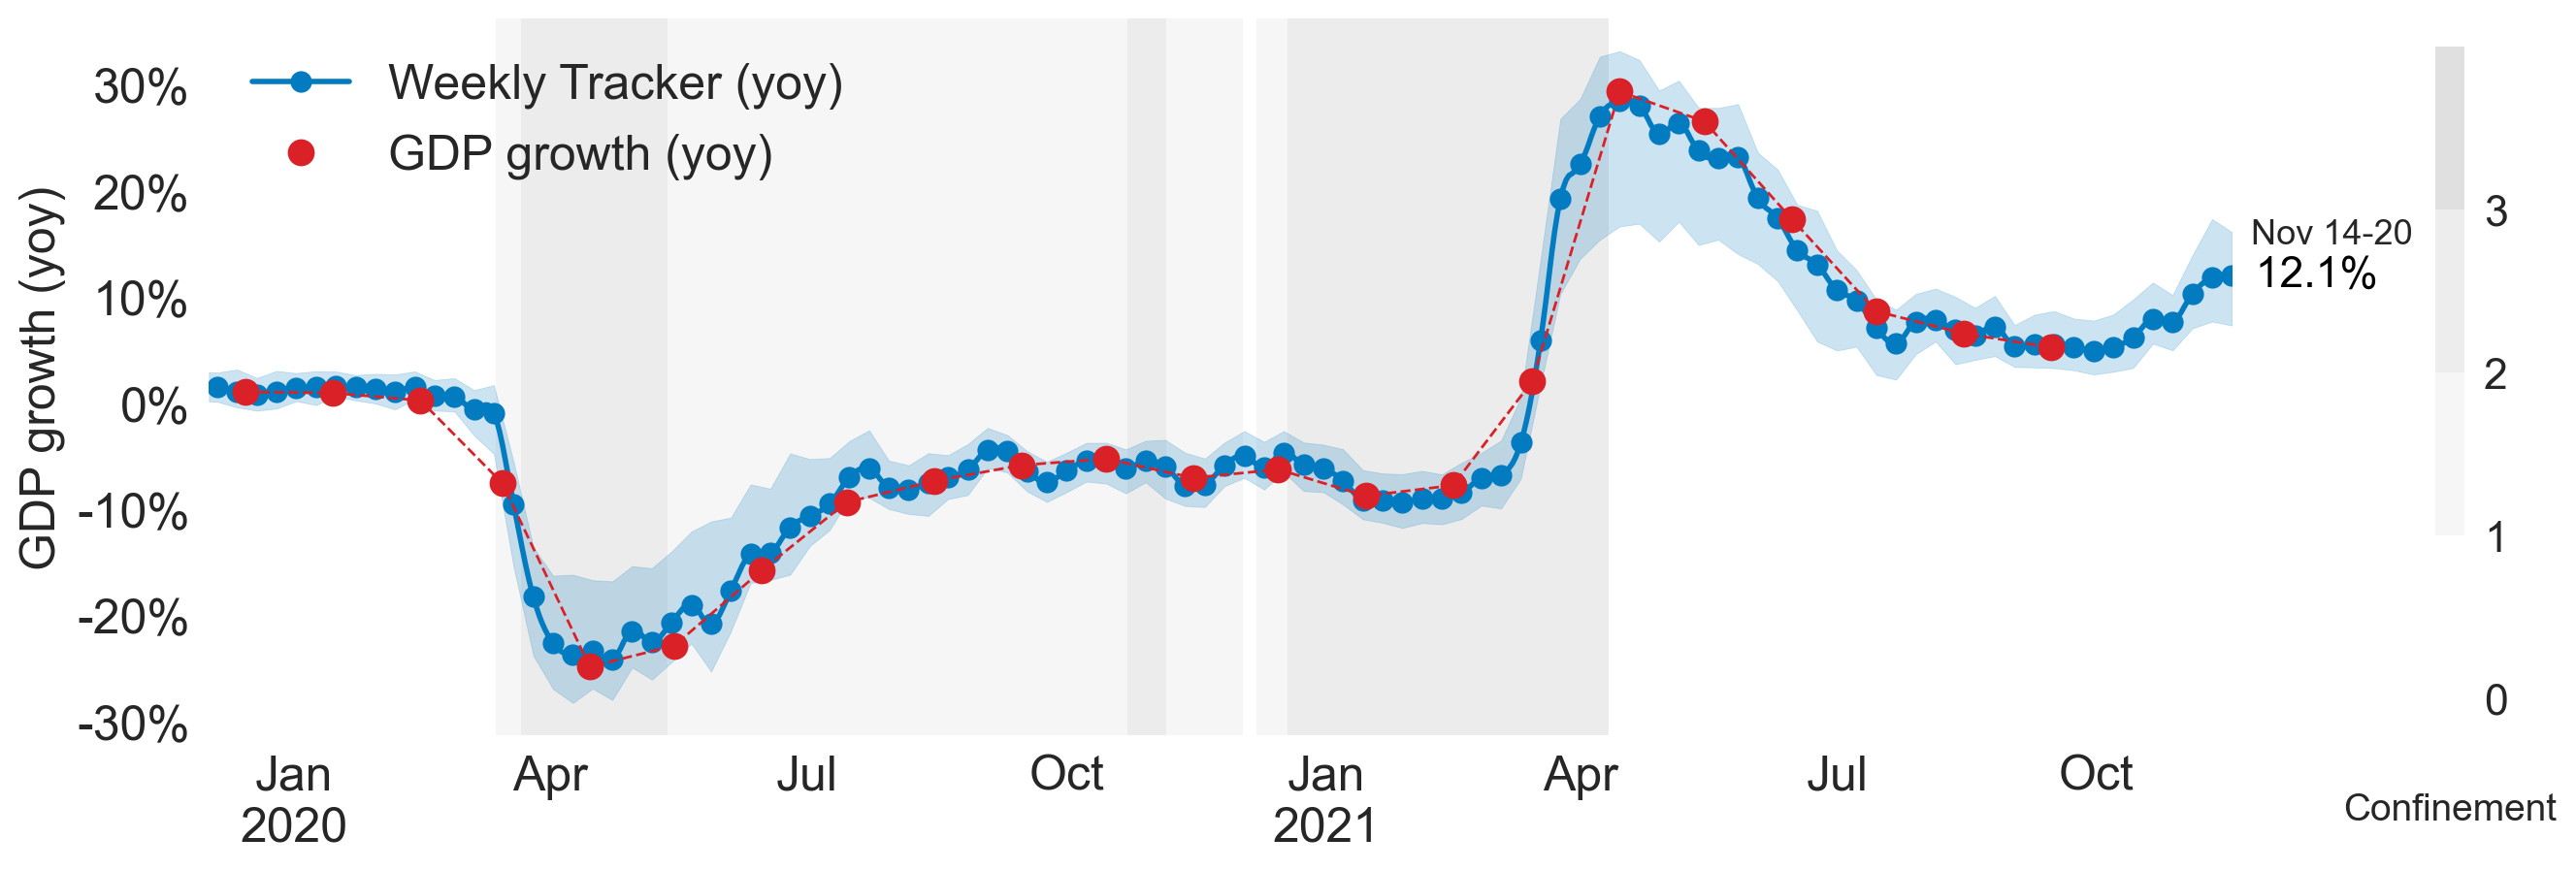 Weekly Tracker (yoy)
GDP growth (yoy)
GDP growth (yoy)
30%
20%
10%
0%
-10%
-20%
-30%
Jan
2020
Apr
Jul
Oct
Jan
2021
Apr
Jul
Oct
Nov 14-20
12.1%
3
2
1
0
Confinement